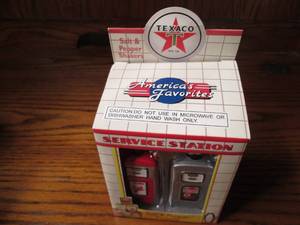 TEXACO
Salt &
Pepper
Shakers
America's
Favorites
CAUTION:DO NOT USE IN MICROWAVE OR
DISHWASHER HAND WASH ONLY.
SERVICE STATION